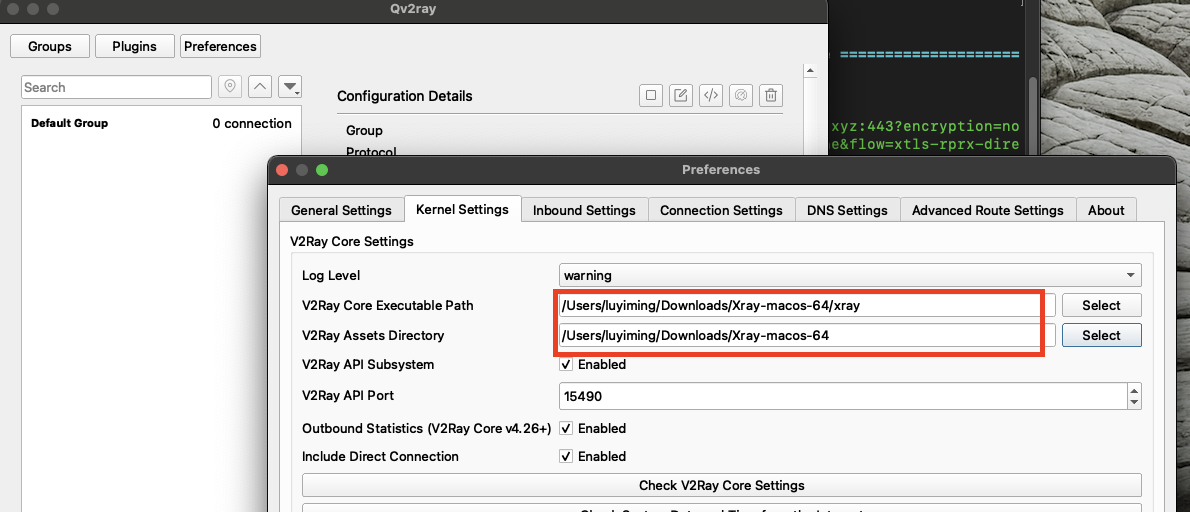 Qv2ray
Groups Plugins Preferences
Search
Default Group 0 connection
Configuration Details
Group
Protocol
====================
xyz:443?encryption=no
e&flow=xtls-rprx-dire
Preferences
General Settings Kernel Settings Inbound Settings Connection Settings DNS Settings Advanced Route Settings About
V2Ray Core Settings
Log Level warning
V2Ray Core Executable Path /Users/luyiming/Downloads/Xray-macos-64/xray Select
V2Ray Assets Directory /Users/luyiming/Downloads/Xray-macos-64 Select
V2Ray API Subsystem Enabled
V2Ray API Port 15490
Outbound Statistics (V2Ray Core v4.26+) Enabled
Include Direct Connection Enabled
Check V2Ray Core Settings